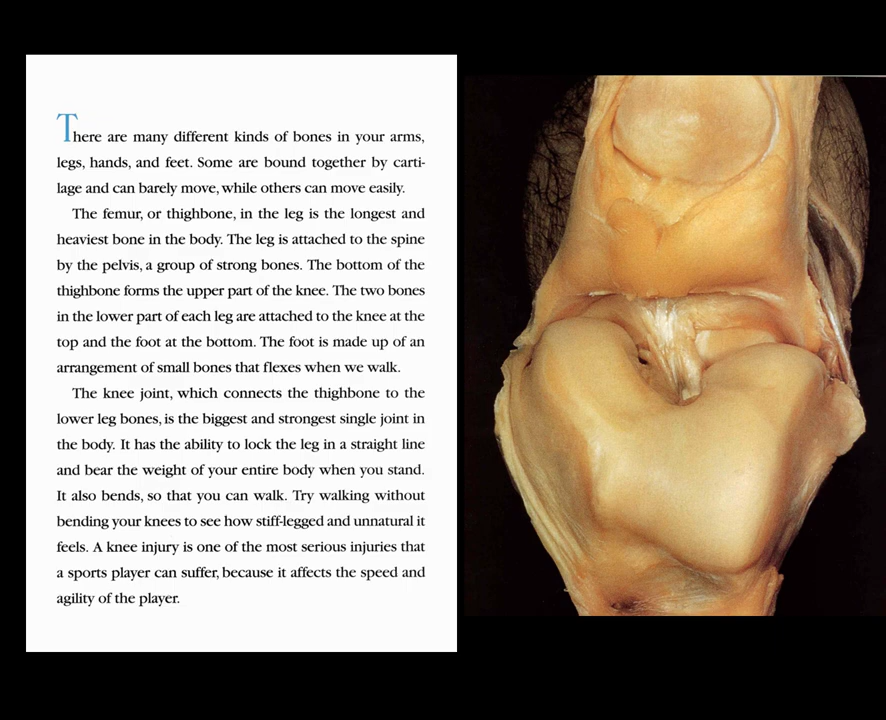 There are many different kinds of bones in your arms,
legs, hands, and feet. Some are bound together by carti-
lage and can barely move, while others can move easily.
The femur, or thighbone, in the leg is the longest and
heaviest bone in the body. The leg is attached to the spine
by the pelvis, a group of strong bones. The bottom of the
thighbone forms the upper part of the knee. The two bones
in the lower part of each leg are attached to the knee at the
top and the foot at the bottom. The foot is made up of an
arrangement of small bones that flexes when we walk.
The knee joint, which connects the thighbone to the
lower leg bones, is the biggest and strongest single joint in
the body. It has the ability to lock the leg in a straight line
and bear the weight of your entire body when you stand.
It also bends, so that you can walk. Try walking without
bending your knees to see how stiff-legged and unnatural it
feels. A knee injury is one of the most serious injuries that
a sports player can suffer, because it affects the speed and
agility of the player.